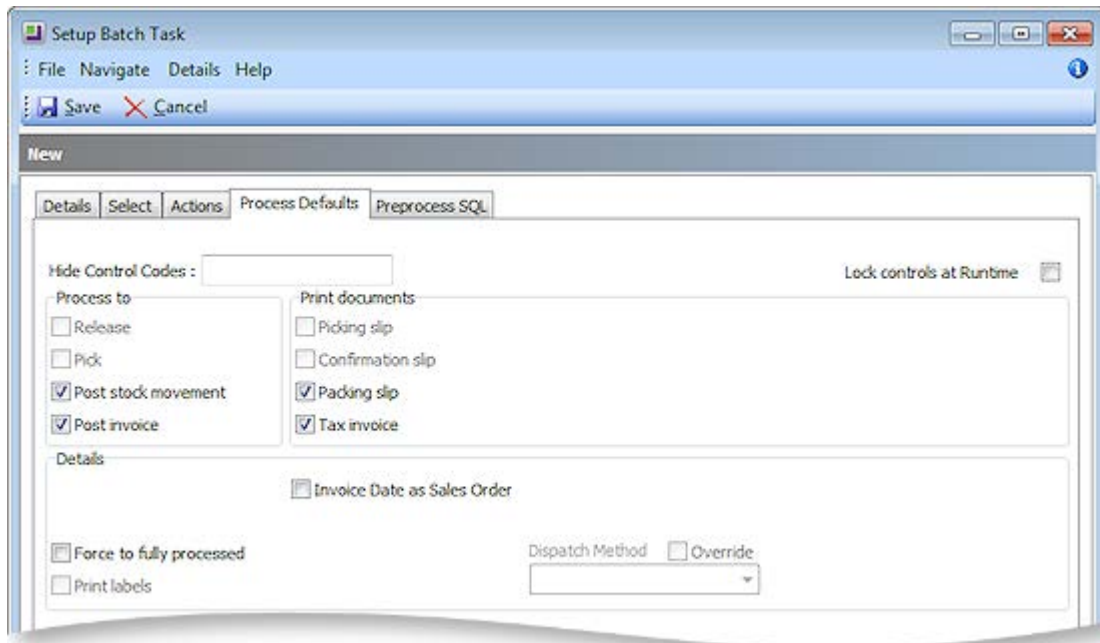 Setup Batch Task
File Navigate Details Help
Save Cancel
New
Details Select Actions Process Defaults Preprocess SQL
Hide Control Codes : Lock controls at Runtime
Process to Print documents
Release Picking slip
Pick Confirmation slip
Post stock movement Packing slip
Post invoice Tax invoice
Details
Invoice Date as Sales Order
Force to fully processed Dispatch Method Override
Print labels